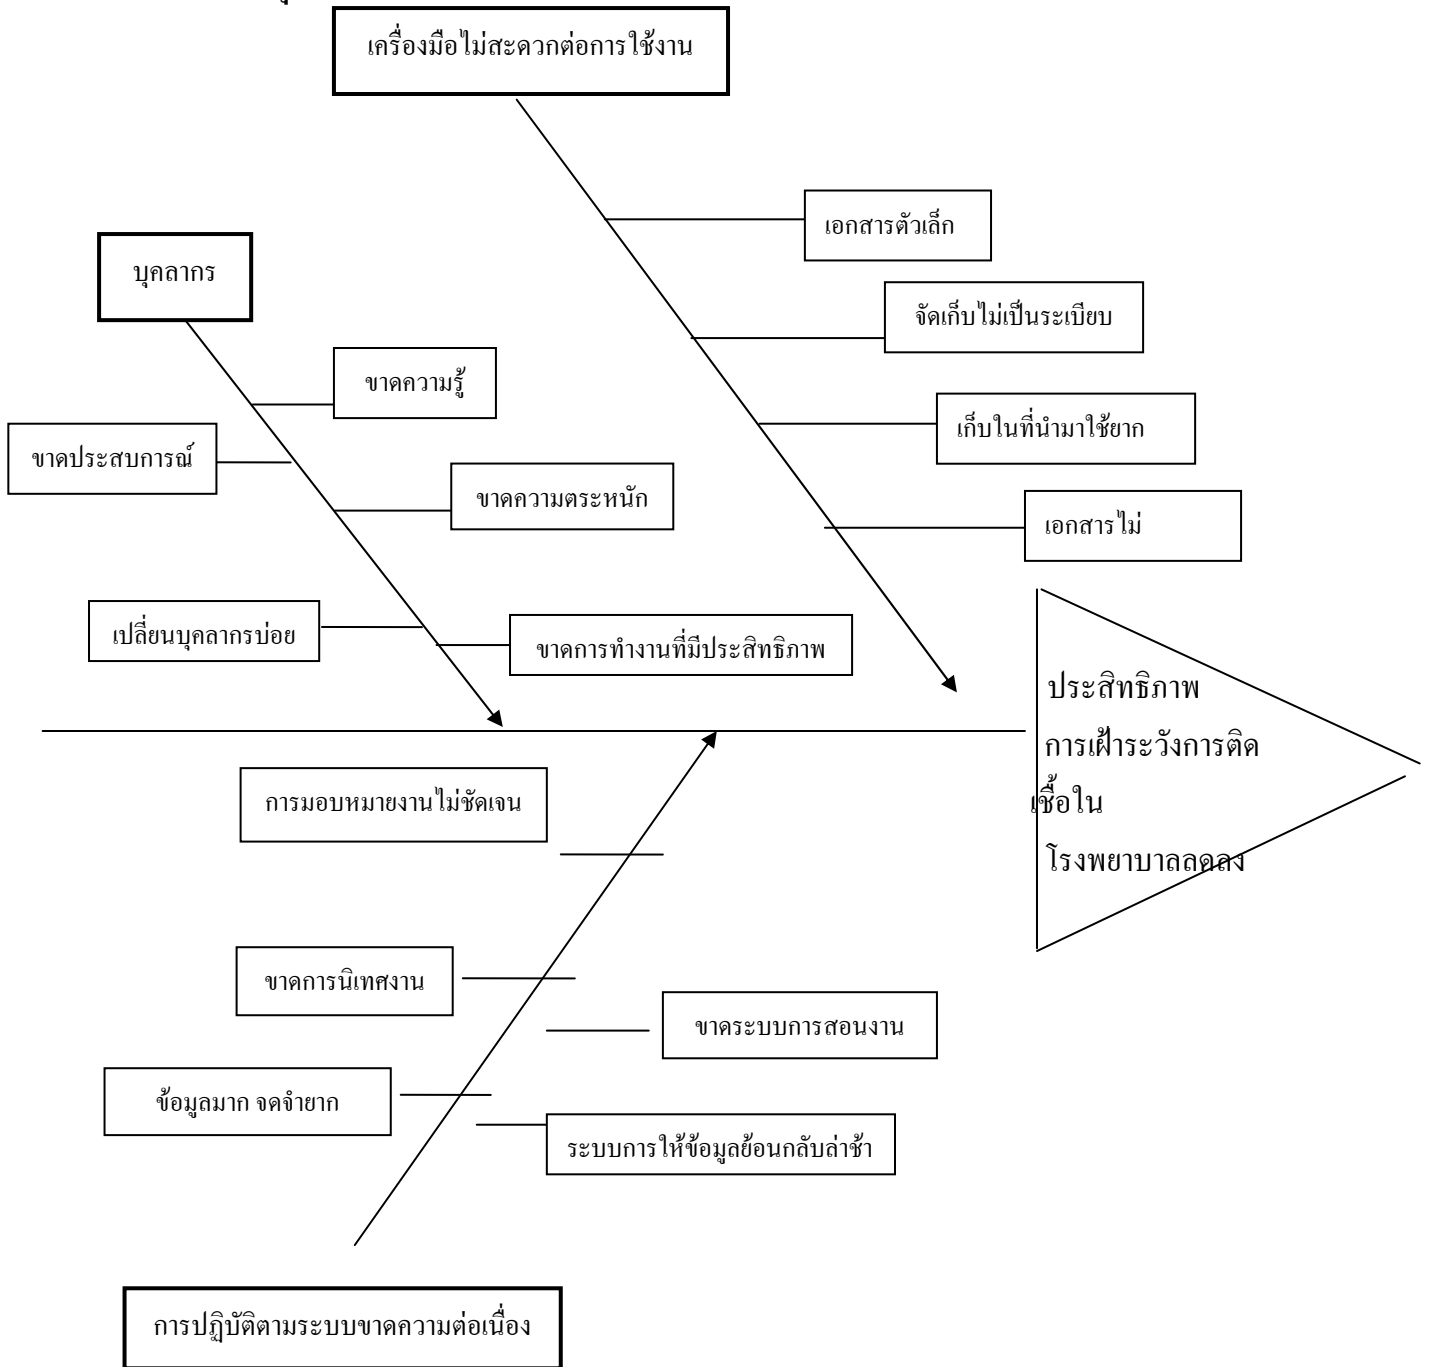 เครื่องมือไม่สะดวกต่อการใช้งาน
เอกสารตัวเล็ก
บุคลากร
จัดเก็บไม่เป็นระเบียบ
ขาดความรู้
เก็บในที่นำมาใช้ยาก
ขาดประสบการณ์
ขาดความตระหนัก
เอกสารไม่
เปลี่ยนบุคลากรบ่อย
ขาดการทำงานที่มีประสิทธิภาพ
ประสิทธิภาพ
การเฝ้าระวังการติด
เชื้อใน
โรงพยาบาลลดลง
การมอบหมายงานไม่ชัดเจน
ขาดการนิเทศงาน
ขาดระบบการสอนงาน
ข้อมูลมาก จดจำยาก
ระบบการให้ข้อมูลย้อนกลับล่าช้า
การปฏิบัติตามระบบขาดความต่อเนื่อง